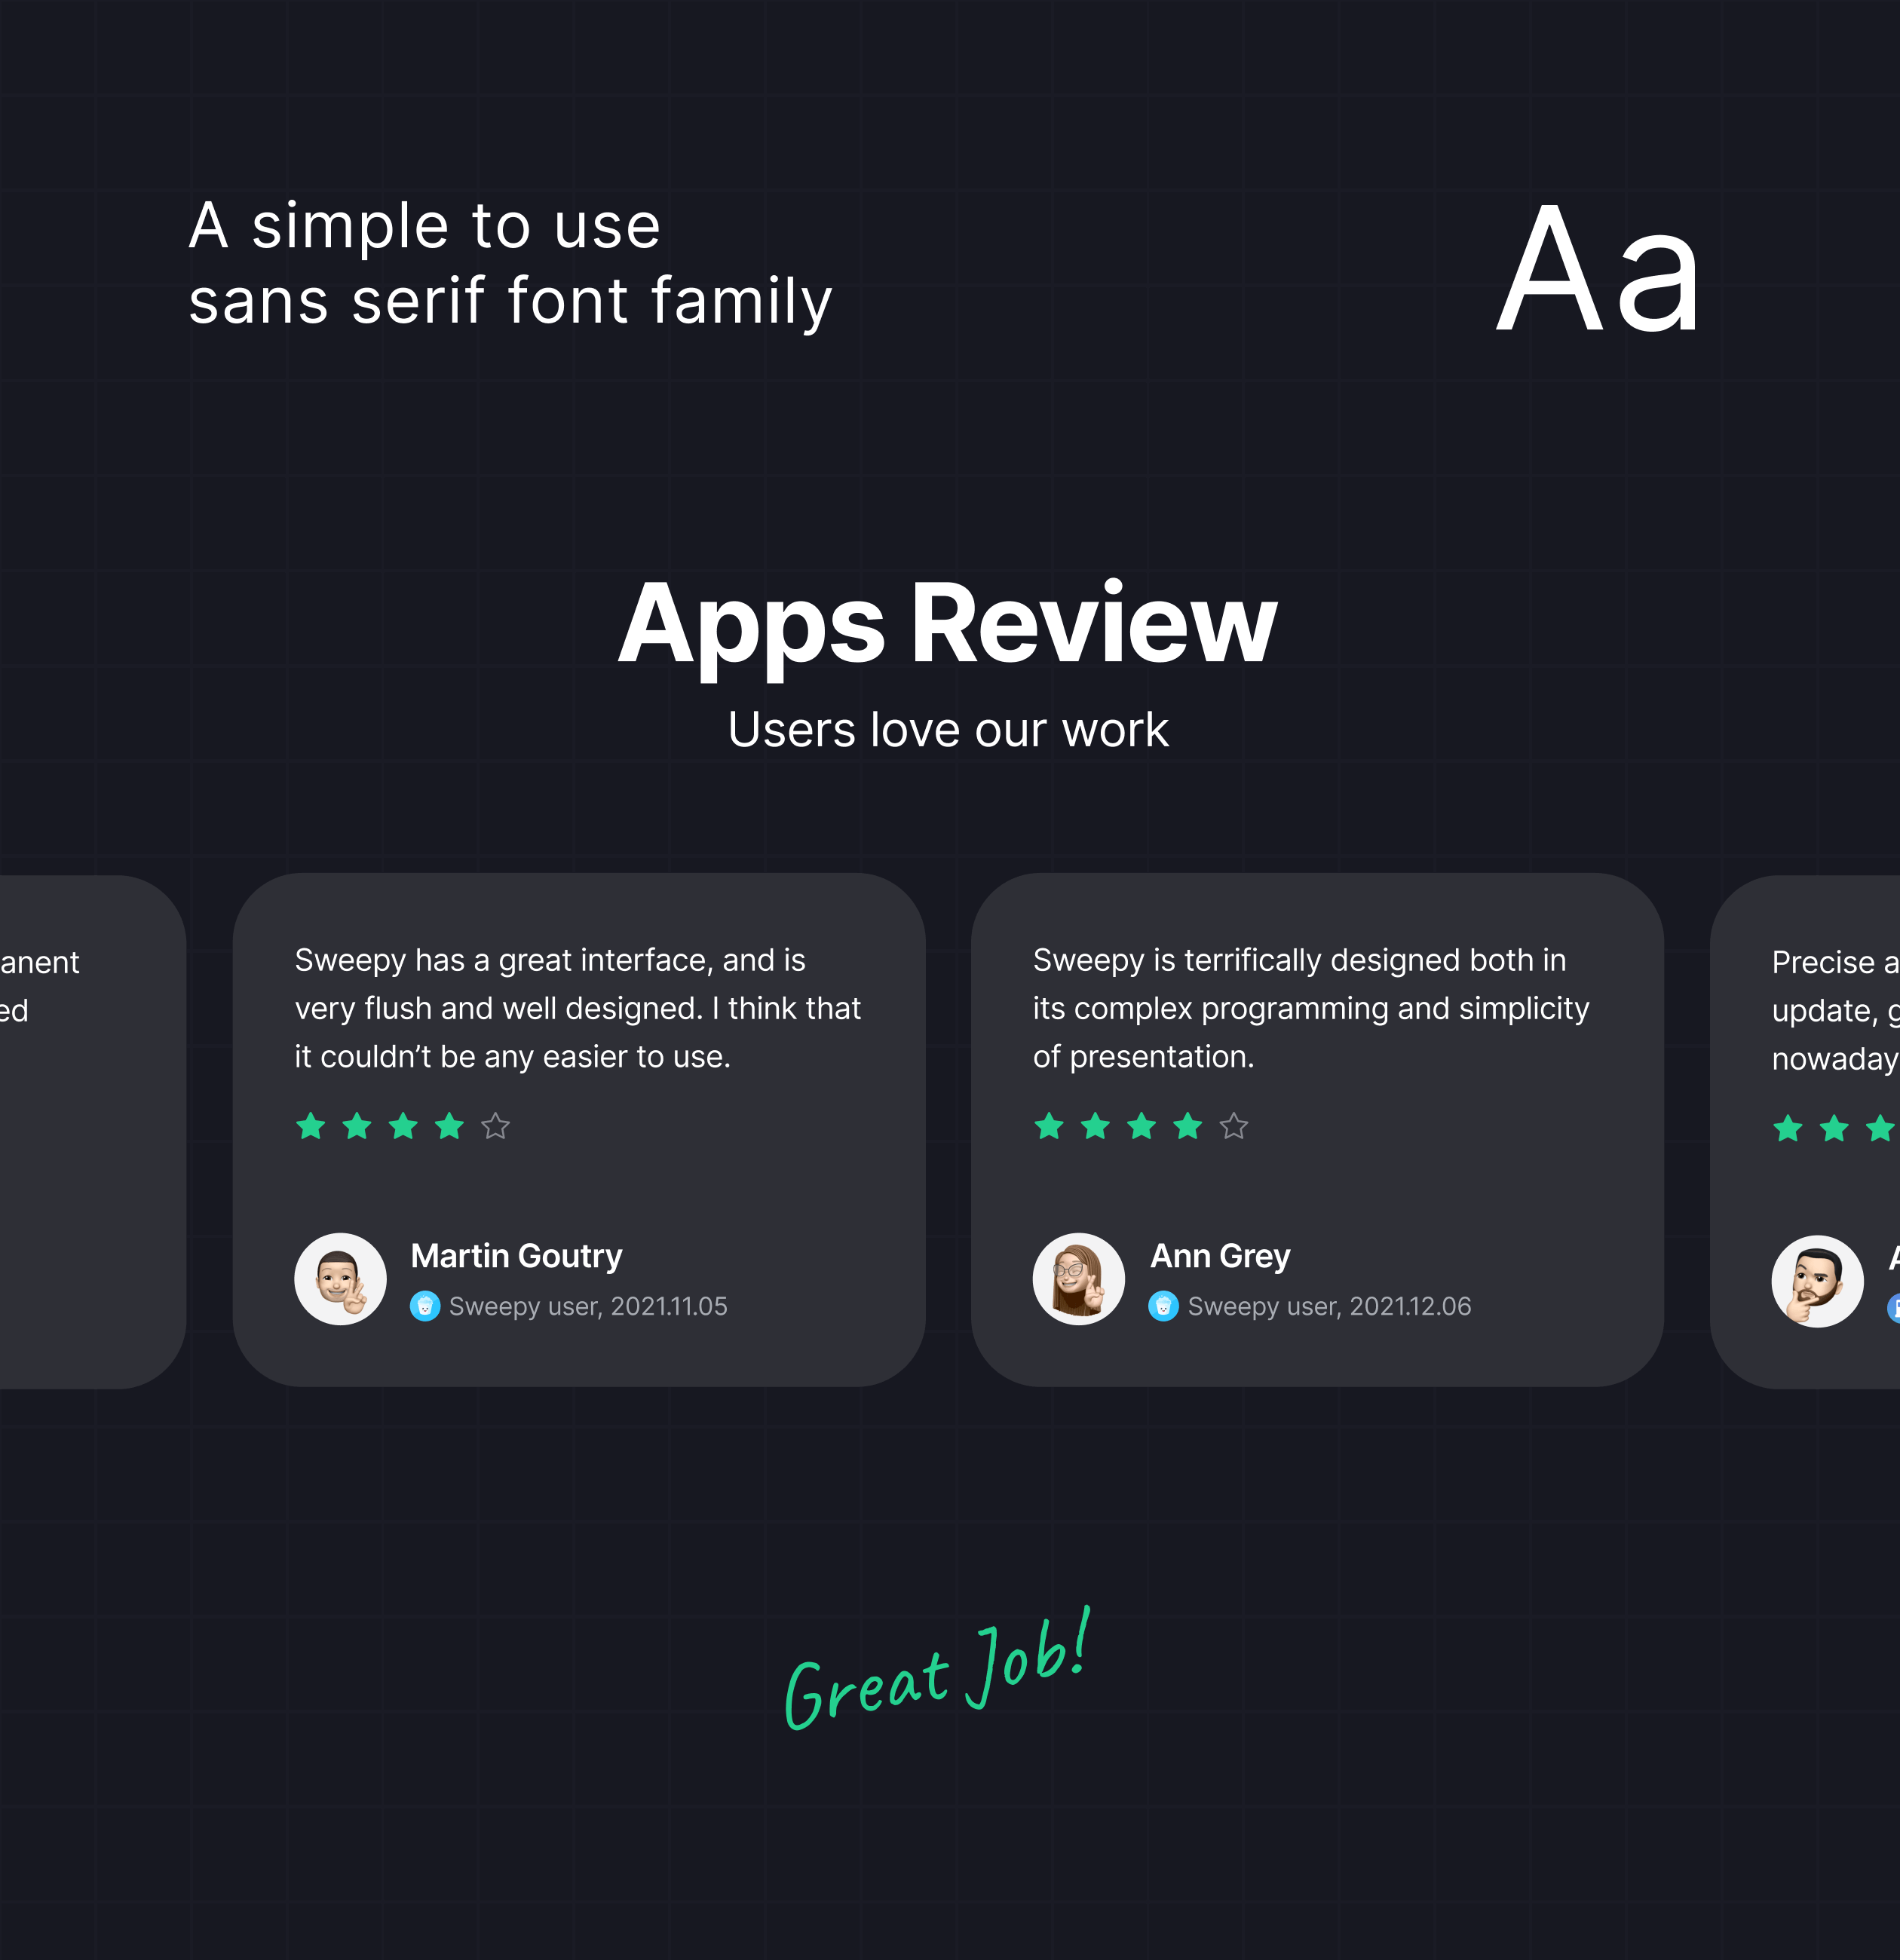 A simple to use
sans serif font family
Aa
Apps Review
Users love our work
Sweepy has a great interface, and is
very flush and well designed. I think that
it couldn’t be any easier to use.
Martin Goutry
Sweepy user, 2021.11.05
Sweepy is terrifically designed both in
its complex programming and simplicity
of presentation.
Ann Grey
Sweepy user, 2021.12.06
Precise
update,
Great Job!